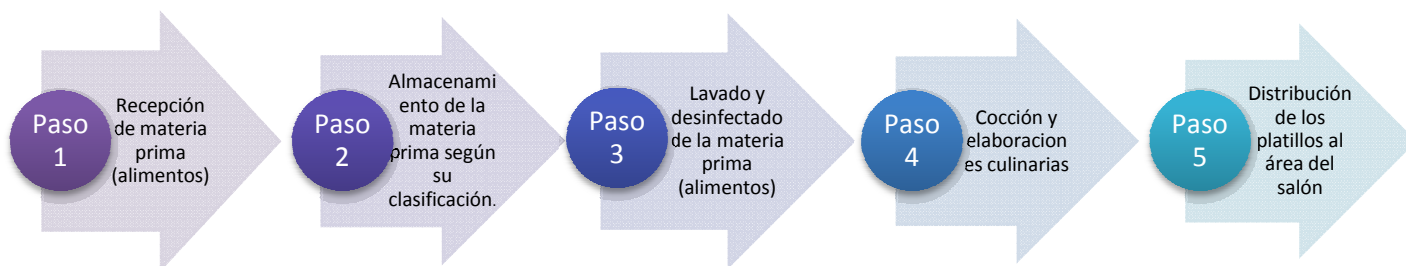 Paso
1
Recepción
de materia
prima
(alimentos)
Paso
2
Almacenami
ento de la
materia
prima según
su
clasificación.
Paso
3
Lavado y
desinfectado
de la materia
prima
(alimentos)
Paso
4
Cocción y
elaboracion
es culinarias
Paso
5
Distribución
de los
platillos al
área del
salón